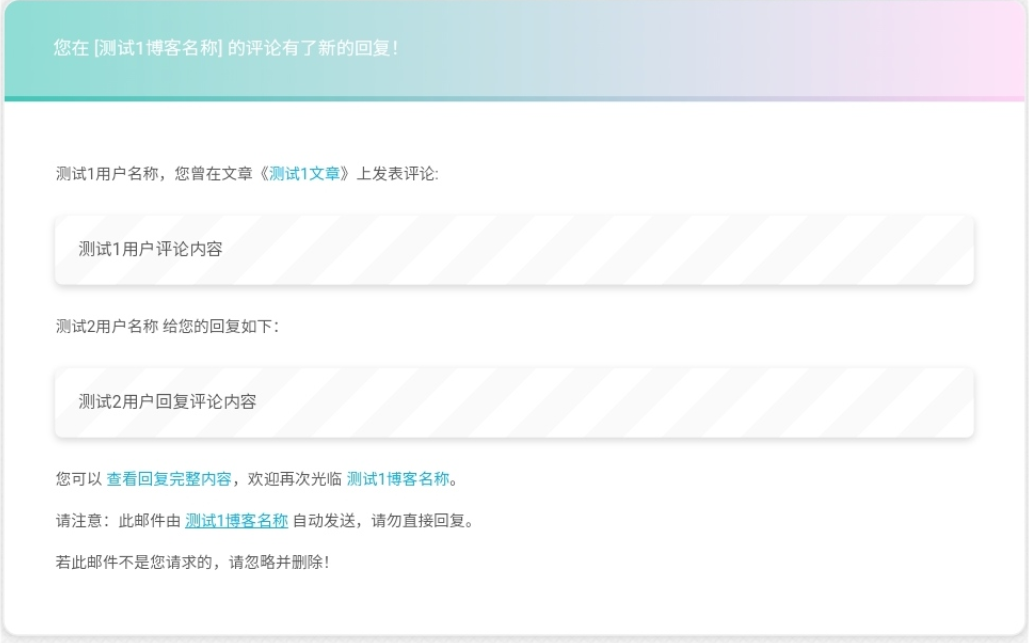 您在 [测试1博客名称] 的评论有了新的回复！
测试1用户名称，您曾在文章《测试1文章》上发表评论:
测试1用户评论内容
测试2用户名称 给您的回复如下：
测试2用户回复评论内容
您可以 查看回复完整内容，欢迎再次光临 测试1博客名称。
请注意：此邮件由 测试1博客名称 自动发送，请勿直接回复。
若此邮件不是您请求的，请忽略并删除！